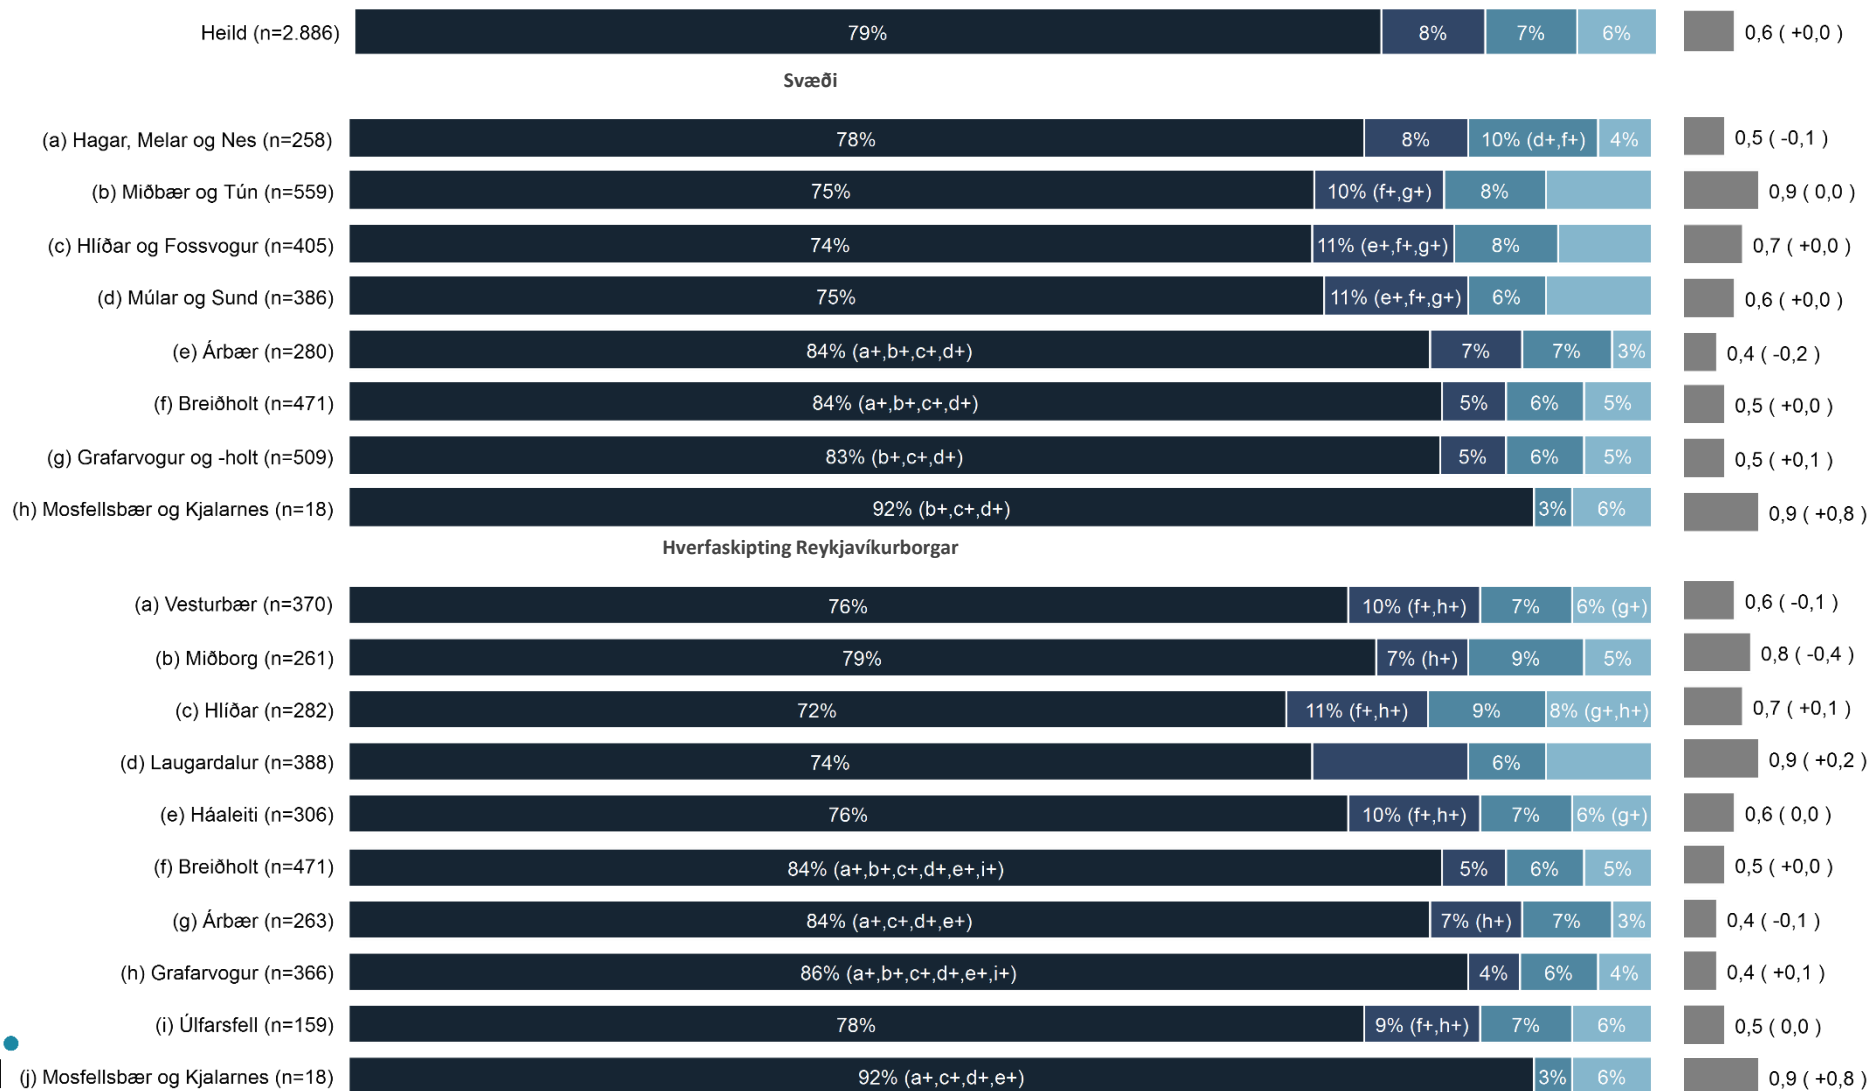 Heild (n=2.886) 79% 8% 7% 6% 0,6 ( +0,0 )
Svæði
(a) Hagar, Melar og Nes (n=258) 78% 8% 10% (d+,f+) 4% 0,5 ( -0,1 )
(b) Miðbær og Tún (n=559) 75% 10% (f+,g+) 8% 0,9 ( 0,0 )
(c) Hlíðar og Fossvogur (n=405) 74% 11% (e+,f+,g+) 8% 0,7 ( +0,0 )
(d) Múlar og Sund (n=386) 75% 11% (e+,f+,g+) 6% 0,6 ( +0,0 )
(e) Árbær (n=280) 84% (a+,b+,c+,d+) 7% 7% 3% 0,4 ( -0,2 )
(f) Breiðholt (n=471) 84% (a+,b+,c+,d+) 5% 6% 5% 0,5 ( +0,0 )
(g) Grafarvogur og -holt (n=509) 83% (b+,c+,d+) 5% 6% 5% 0,5 ( +0,1 )
(h) Mosfellsbær og Kjalarnes (n=18) 92% (b+,c+,d+) 3% 6% 0,9 ( +0,8 )
Hverfaskipting Reykjavíkurborgar
(a) Vesturbær (n=370) 76% 10% (f+,h+) 7% 6% (g+) 0,6 ( -0,1 )
(b) Miðborg (n=261) 79% 7% (h+) 9% 5% 0,8 ( -0,4 )
(c) Hlíðar (n=282) 72% 11% (f+,h+) 9% 8% (g+,h+) 0,7 ( +0,1 )
(d) Laugardalur (n=388) 74% 6% 0,9 ( +0,2 )
(e) Háaleiti (n=306) 76% 10% (f+,h+) 7% 6% (g+) 0,6 ( 0,0 )
(f) Breiðholt (n=471) 84% (a+,b+,c+,d+,e+,i+) 5% 6% 5% 0,5 ( +0,0 )
(g) Árbær (n=263) 84% (a+,c+,d+,e+) 7% (h+) 7% 3% 0,4 ( -0,1 )
(h) Grafarvogur (n=366) 86% (a+,b+,c+,d+,e+,i+) 4% 6% 4% 0,4 ( +0,1 )
(i) Úlfarsfell (n=159) 78% 9% (f+,h+) 7% 6% 0,5 ( 0,0 )
(j) Mosfellsbær og Kjalarnes (n=18) 92% (a+,c+,d+,e+) 3% 6% 0,9 ( +0,8 )